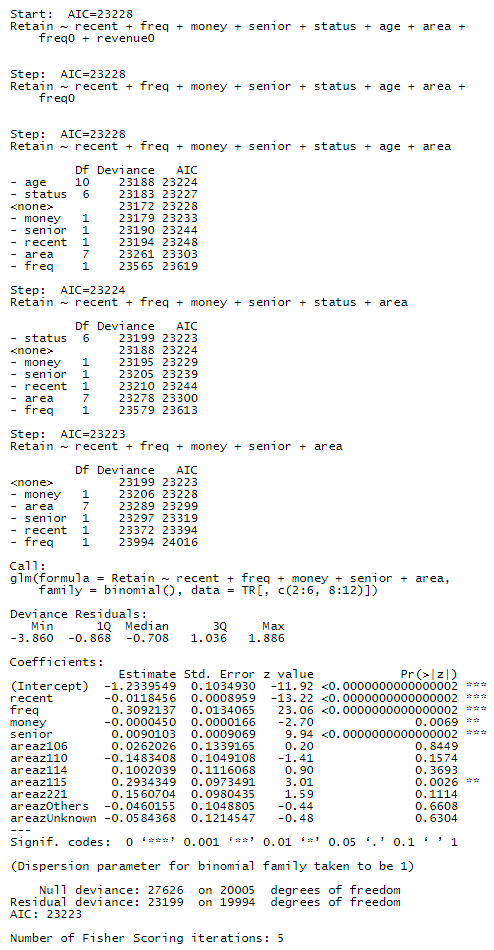 Start:  AIC=23228
Retain ~ recent + freq + money + senior + status + age + area +
    freq0 + revenue0
Step:  AIC=23228
Retain ~ recent + freq + money + senior + status + age + area +
    freq0
Step:  AIC=23228
Retain ~ recent + freq + money + senior + status + age + area
         Df Deviance   AIC
- age    10    23188 23224
- status  6    23183 23227
<none>         23172 23228
- money   1    23179 23233
- senior  1    23190 23244
- recent  1    23194 23248
- area    7    23261 23303
- freq    1    23565 23619
Step:  AIC=23224
Retain ~ recent + freq + money + senior + status + area
         Df Deviance   AIC
- status  6    23199 23223
<none>         23188 23224
- money   1    23195 23229
- senior  1    23205 23239
- recent  1    23210 23244
- area    7    23278 23300
- freq    1    23579 23613
Step:  AIC=23223
Retain ~ recent + freq + money + senior + area
         Df Deviance   AIC
<none>         23199 23223
- money   1    23206 23228
- area    7    23289 23299
- senior  1    23297 23319
- recent  1    23372 23394
- freq    1    23994 24016
Call:
glm(formula = Retain ~ recent + freq + money + senior + area,
    family = binomial(), data = TR[, c(2:6, 8:12)])
Deviance Residuals:
   Min      1Q  Median      3Q     Max
-3.860  -0.868  -0.708   1.036   1.886
Coefficients:
              Estimate Std. Error z value             Pr(>|z|)
(Intercept) -1.2339549  0.1034930  -11.92 <0.0000000000000002 ***
recent      -0.0118456  0.0008959  -13.22 <0.0000000000000002 ***
freq         0.3092137  0.0134065   23.06 <0.0000000000000002 ***
money       -0.0000450  0.0000166   -2.70              0.0069 **
senior       0.0090103  0.0009069    9.94 <0.0000000000000002 ***
areaz106     0.0262026  0.1339165    0.20              0.8449
areaz110    -0.1483408  0.1049108   -1.41              0.1574
areaz114     0.1002039  0.1116068    0.90              0.3693
areaz115     0.2934349  0.0973491    3.01              0.0026 **
areaz221     0.1560704  0.0980435    1.59              0.1114
areazOthers -0.0460155  0.1048805   -0.44              0.6608
areazUnknown -0.0584368  0.1214547   -0.48              0.6304
---
Signif. codes:  0 ‘***’ 0.001 ‘**’ 0.01 ‘*’ 0.05 ‘.’ 0.1 ‘ ’ 1
(Dispersion parameter for binomial family taken to be 1)
    Null deviance: 27626  on 20005  degrees of freedom
Residual deviance: 23199  on 19994  degrees of freedom
AIC: 23223
Number of Fisher Scoring iterations: 5